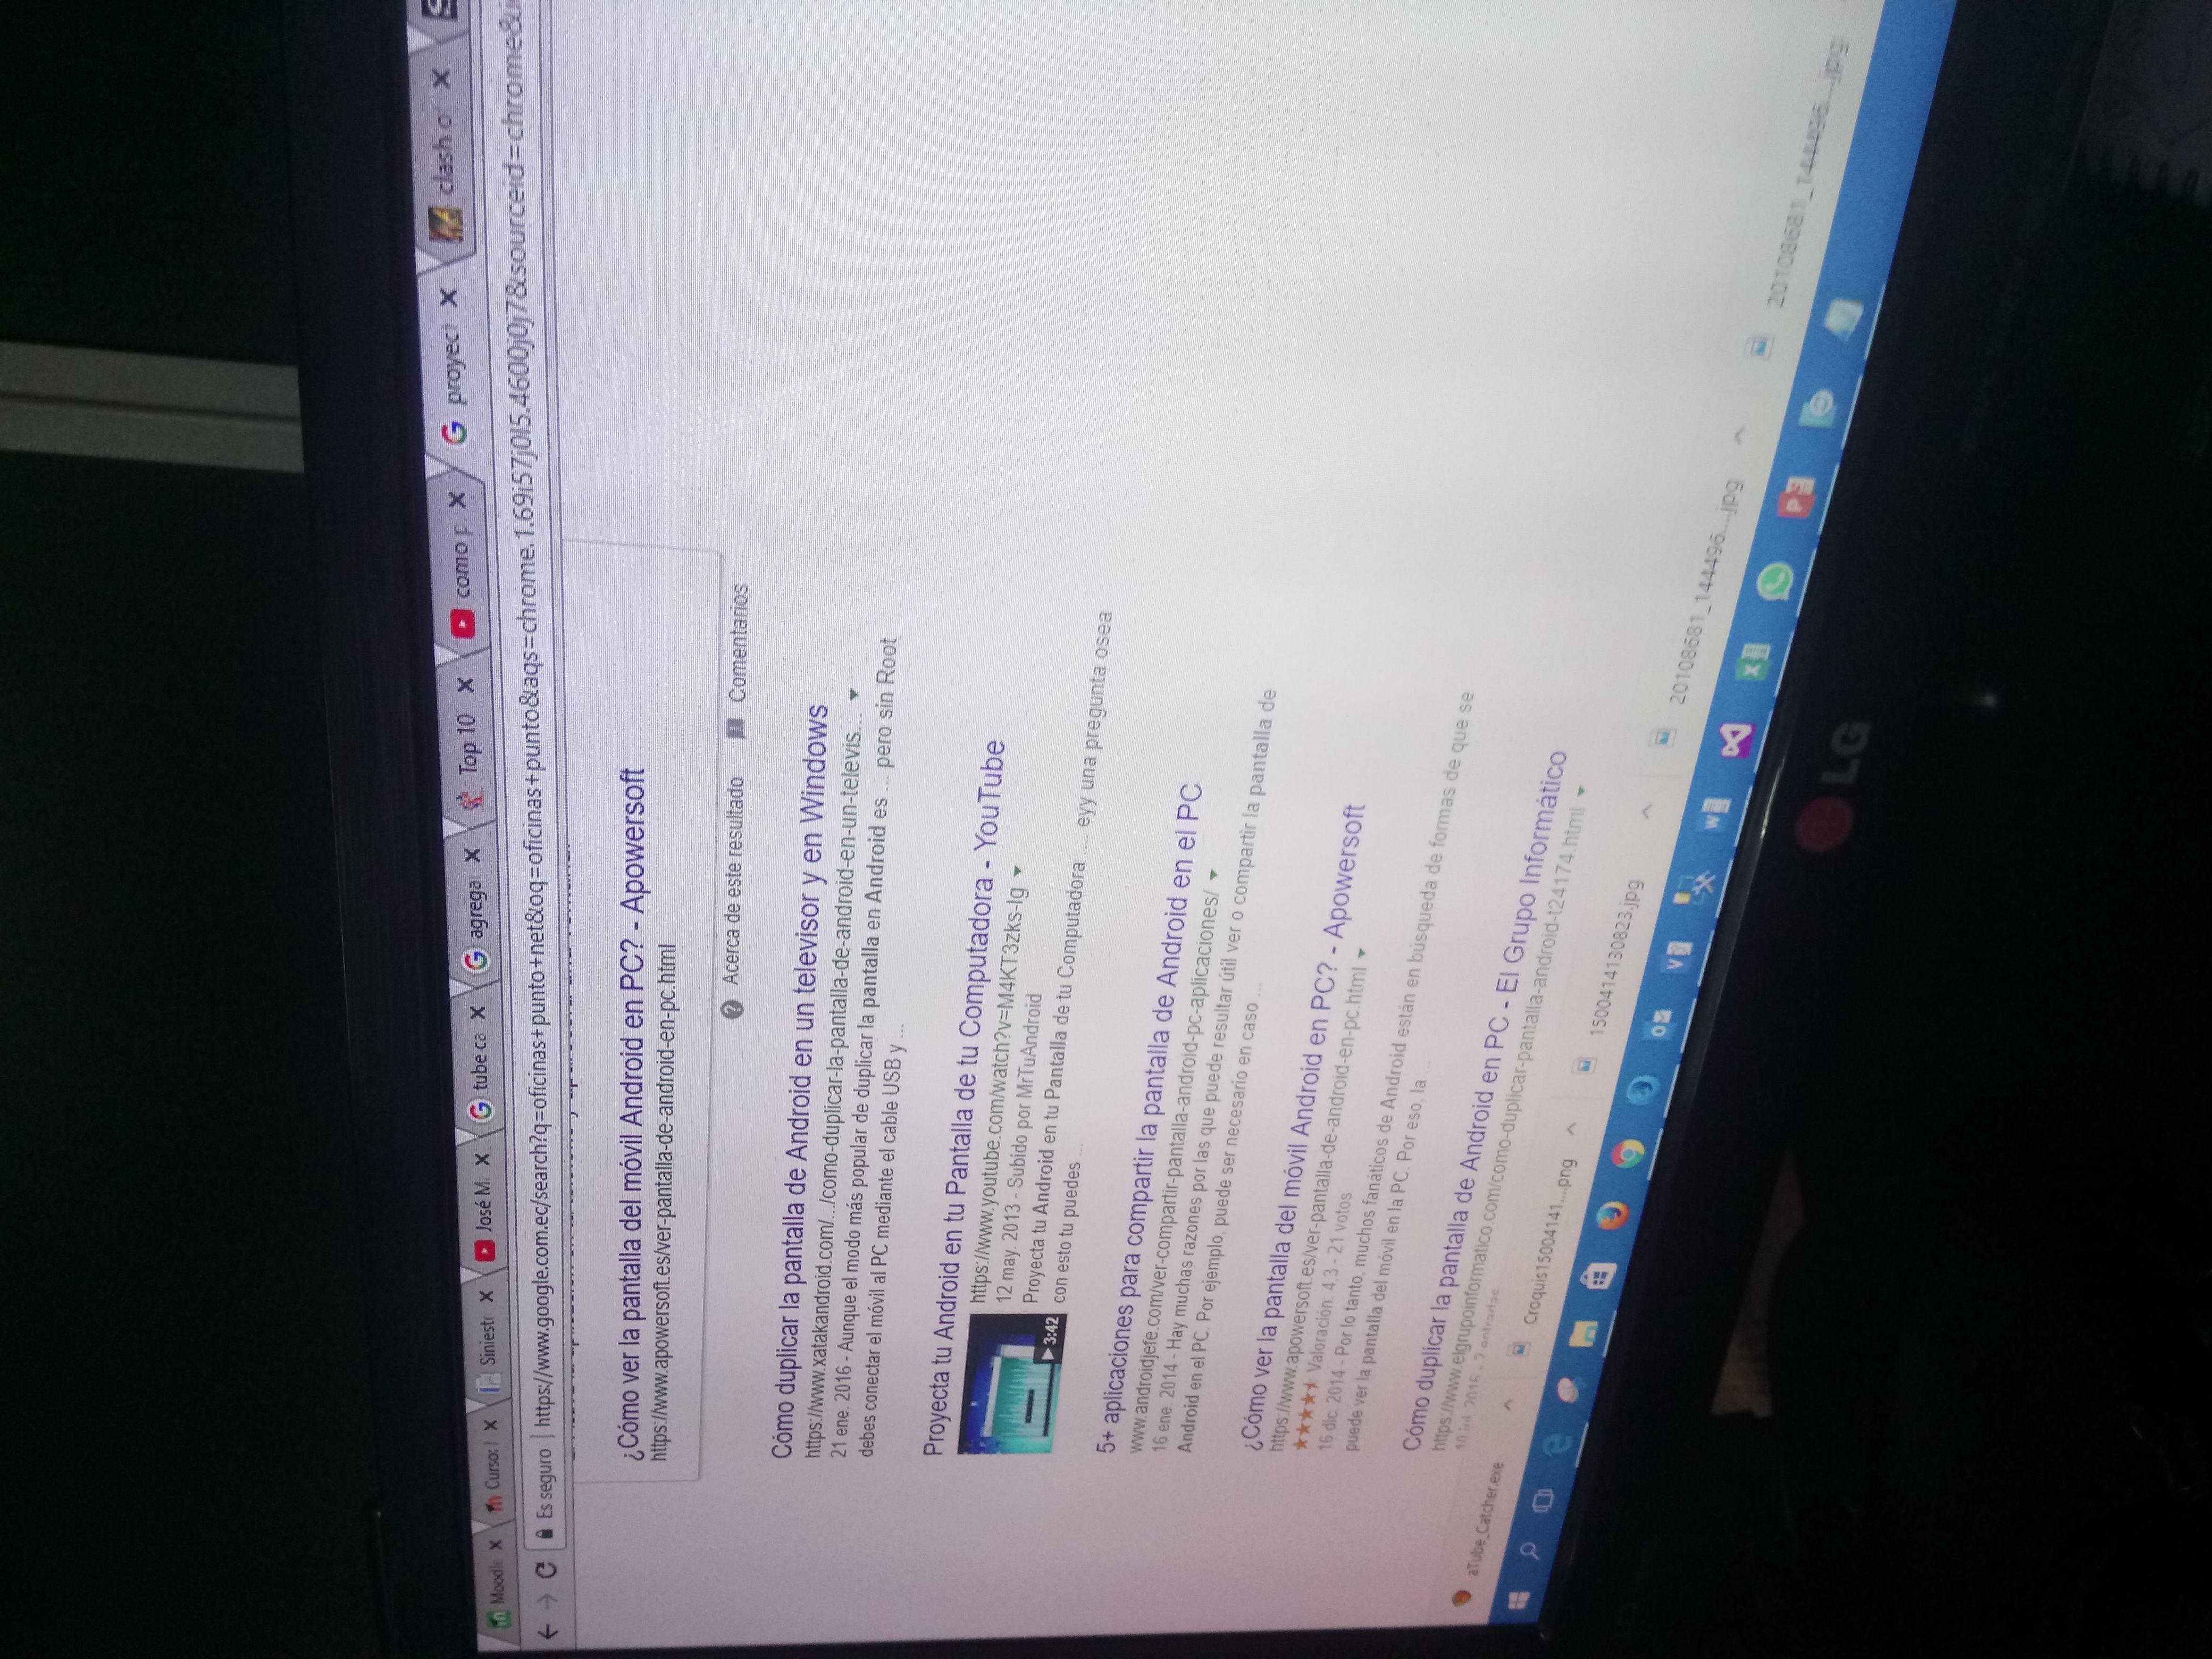 Moodle
Curso: I
Siniestr
José M
tube ca
agrega
Top 10
como p
proyect
clash o
Es seguro | https://www.google.com.ec/search?q=oficinas+punto+net&oq=oficinas+punto&aqs=chrome.1.69i57j0l5.4600j0j7&sourceid=chrome&i
¿Cómo ver la pantalla del móvil Android en PC? - Apowersoft
https://www.apowersoft.es/ver-pantalla-de-android-en-pc.html
Acerca de este resultado Comentarios
Cómo duplicar la pantalla de Android en un televisor y en Windows
https://www.xatakandroid.com/.../como-duplicar-la-pantalla-de-android-en-un-televis...
21 ene. 2016 - Aunque el modo más popular de duplicar la pantalla en Android es ... pero sin Root
debes conectar el móvil al PC mediante el cable USB y ...
Proyecta tu Android en tu Pantalla de tu Computadora - YouTube
https://www.youtube.com/watch?v=M4KT3zks-Ig
12 may. 2013 - Subido por MrTuAndroid
Proyecta tu Android en tu Pantalla de tu Computadora ..... eyy una pregunta osea
con esto tu puedes ...
3:42
5+ aplicaciones para compartir la pantalla de Android en el PC
www.androidjefe.com/ver-compartir-pantalla-android-pc-aplicaciones/
16 ene. 2014 - Hay muchas razones por las que puede resultar útil ver o compartir la pantalla de
Android en el PC. Por ejemplo, puede ser necesario en caso ...
¿Cómo ver la pantalla del móvil Android en PC? - Apowersoft
https://www.apowersoft.es/ver-pantalla-de-android-en-pc.html
Valoración: 4,3 - 21 votos
16 dic. 2014 - Por lo tanto, muchos fanáticos de Android están en búsqueda de formas de que se
puede ver la pantalla del móvil en la PC. Por eso, la ...
Cómo duplicar la pantalla de Android en PC - El Grupo Informático
https://www.elgrupoinformatico.com/como-duplicar-pantalla-android-t24174.html
aTube_Catcher.exe
Croquis15004141....png
1500414130823.jpg
20108681_144496....jpg
20108681_144496....jpg
LG